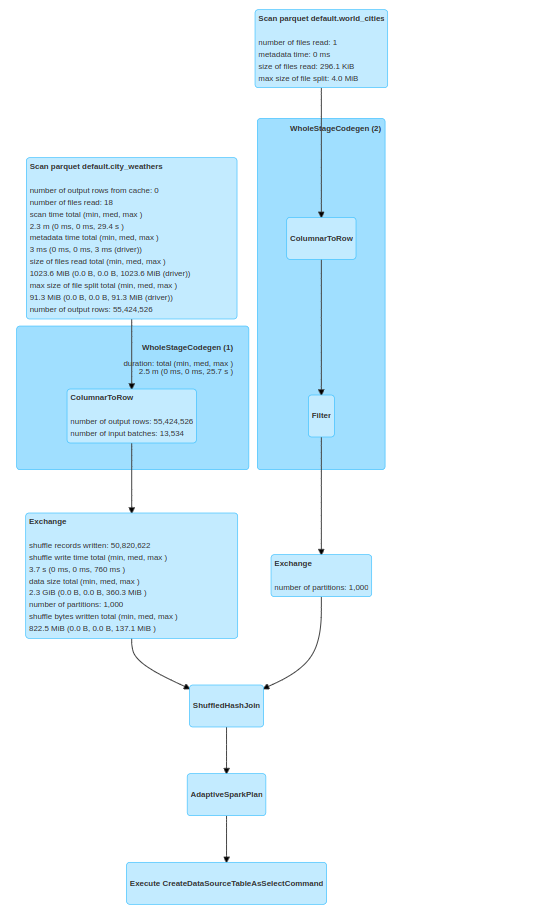 Scan parquet default.world_cities
number of files read: 1
metadata time: 0 ms
size of files read: 296.1 KiB
max size of file split: 4.0 MiB
WholeStageCodegen (2)
ColumnarToRow
Filter
Scan parquet default.city_weathers
number of output rows from cache: 0
number of files read: 18
scan time total (min, med, max )
2.3 m (0 ms, 0 ms, 29.4 s )
metadata time total (min, med, max )
3 ms (0 ms, 0 ms, 3 ms (driver))
size of files read total (min, med, max )
1023.6 MiB (0.0 B, 0.0 B, 1023.6 MiB (driver))
max size of file split total (min, med, max )
91.3 MiB (0.0 B, 0.0 B, 91.3 MiB (driver))
number of output rows: 55,424,526
WholeStageCodegen (1)
duration: total (min, med, max )
2.5 m (0 ms, 0 ms, 25.7 s )
ColumnarToRow
number of output rows: 55,424,526
number of input batches: 13,534
Exchange
shuffle records written: 50,820,622
shuffle write time total (min, med, max )
3.7 s (0 ms, 0 ms, 760 ms )
data size total (min, med, max )
2.3 GiB (0.0 B, 0.0 B, 360.3 MiB )
number of partitions: 1,000
shuffle bytes written total (min, med, max )
822.5 MiB (0.0 B, 0.0 B, 137.1 MiB )
Exchange
number of partitions: 1,000
ShuffledHashJoin
AdaptiveSparkPlan
Execute CreateDataSourceTableAsSelectCommand